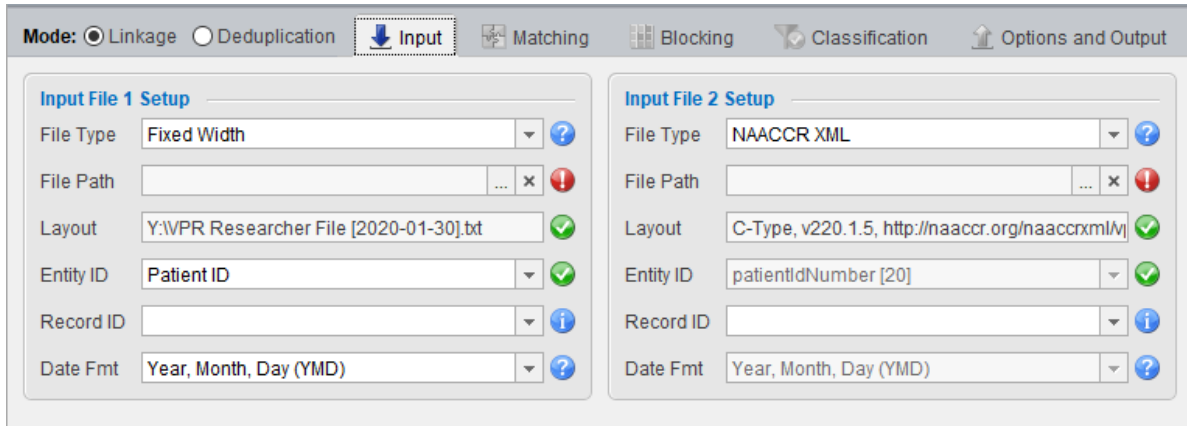 Mode: Linkage Deduplication Input Matching Blocking Classification Options and Output
Input File 1 Setup
File Type Fixed Width
File Path ...
Layout Y:\VPR Researcher File [2020-01-30].txt
Entity ID Patient ID
Record ID
Date Fmt Year, Month, Day (YMD)
Input File 2 Setup
File Type NAACCR XML
File Path ...
Layout C-Type, v220.1.5, http://naaccr.org/naaccrxml/v
Entity ID patientIdNumber [20]
Record ID
Date Fmt Year, Month, Day (YMD)